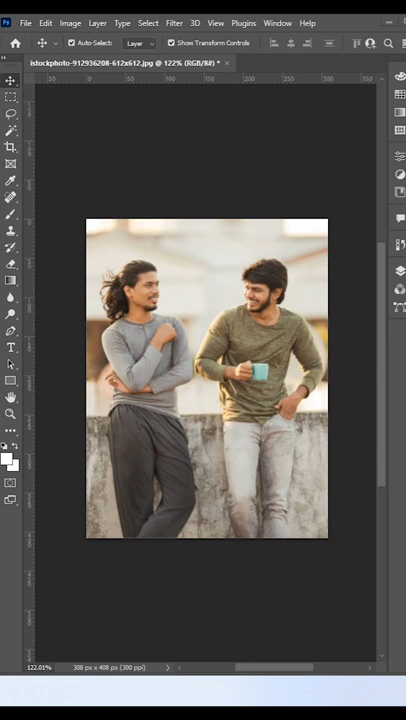 Ps File Edit Image Layer Type Select Filter 3D View Plugins Window Help
Auto-Select: Layer Show Transform Controls
istockphoto-912936208-612x612.jpg @ 122% (RGB/8#) * ×
50 0 50 100 150 200 250 300 350
122.01% 308 px x 408 px (300 ppi)